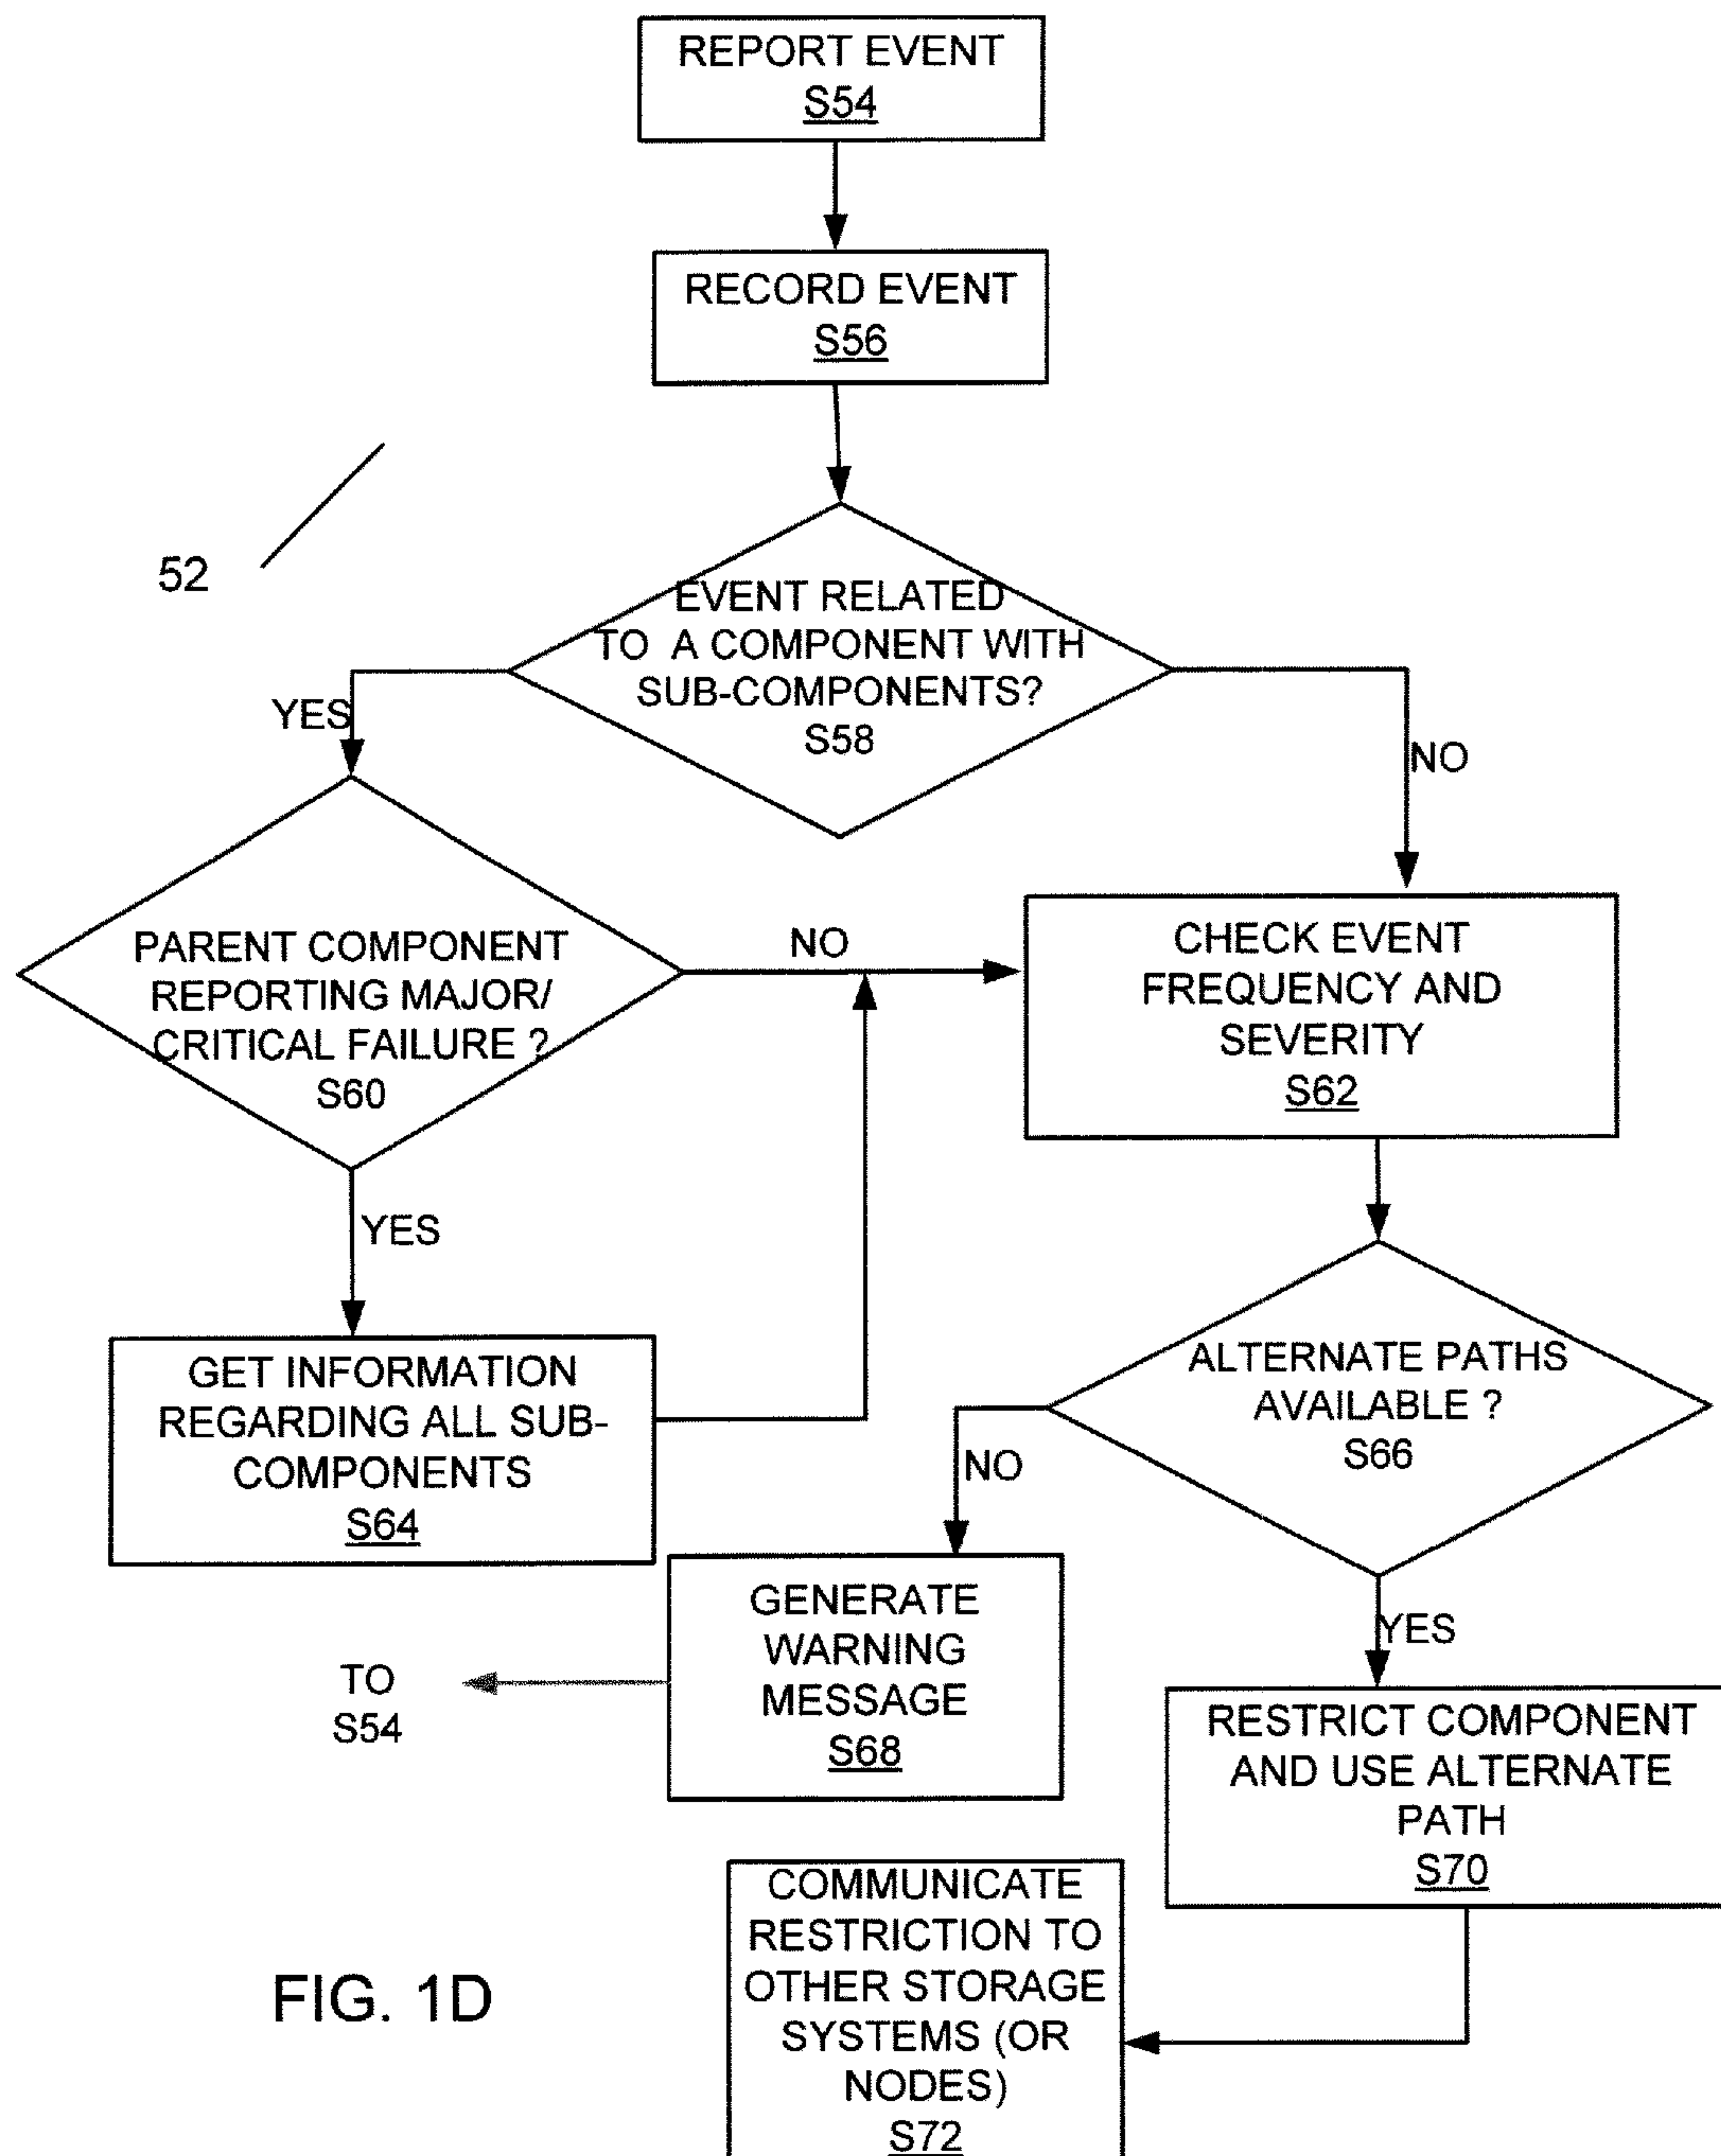 REPORT EVENT
S54
RECORD EVENT
S56
52
EVENT RELATED
TO A COMPONENT WITH
SUB-COMPONENTS?
S58
YES
NO
PARENT COMPONENT
REPORTING MAJOR/
CRITICAL FAILURE ?
S60
NO
CHECK EVENT
FREQUENCY AND
SEVERITY
S62
YES
GET INFORMATION
REGARDING ALL SUB-
COMPONENTS
S64
ALTERNATE PATHS
AVAILABLE ?
S66
NO
YES
GENERATE
WARNING
MESSAGE
S68
TO
S54
RESTRICT COMPONENT
AND USE ALTERNATE
PATH
S70
COMMUNICATE
RESTRICTION TO
OTHER STORAGE
SYSTEMS (OR
NODES)
S72
FIG. 1D